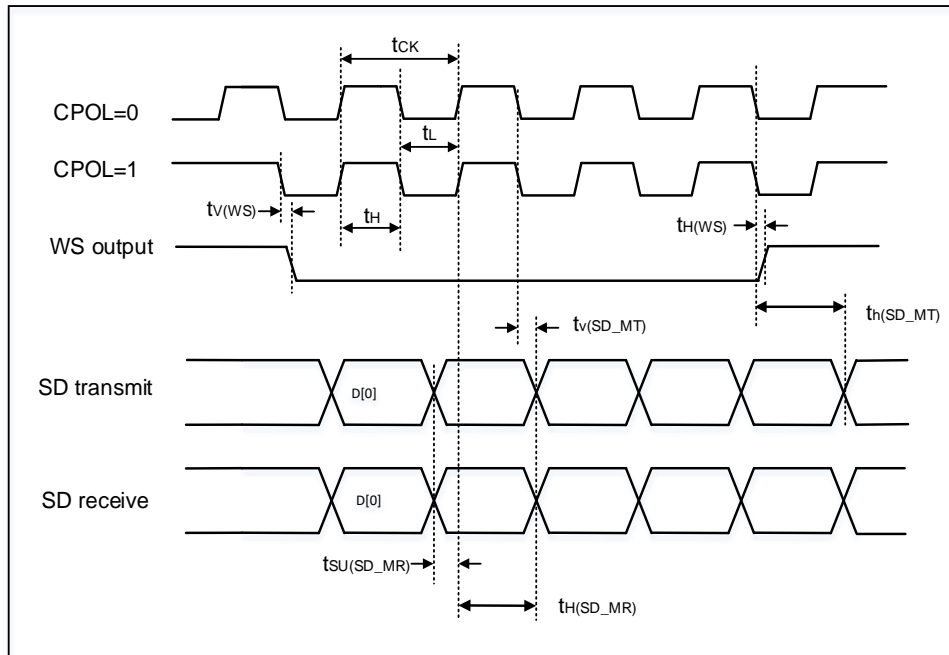 tCK
CPOL=0
tL
CPOL=1
tV(WS)
tH
tH(WS)
WS output
tv(SD_MT)
th(SD_MT)
SD transmit
D[0]
SD receive
D[0]
tSU(SD_MR)
tH(SD_MR)